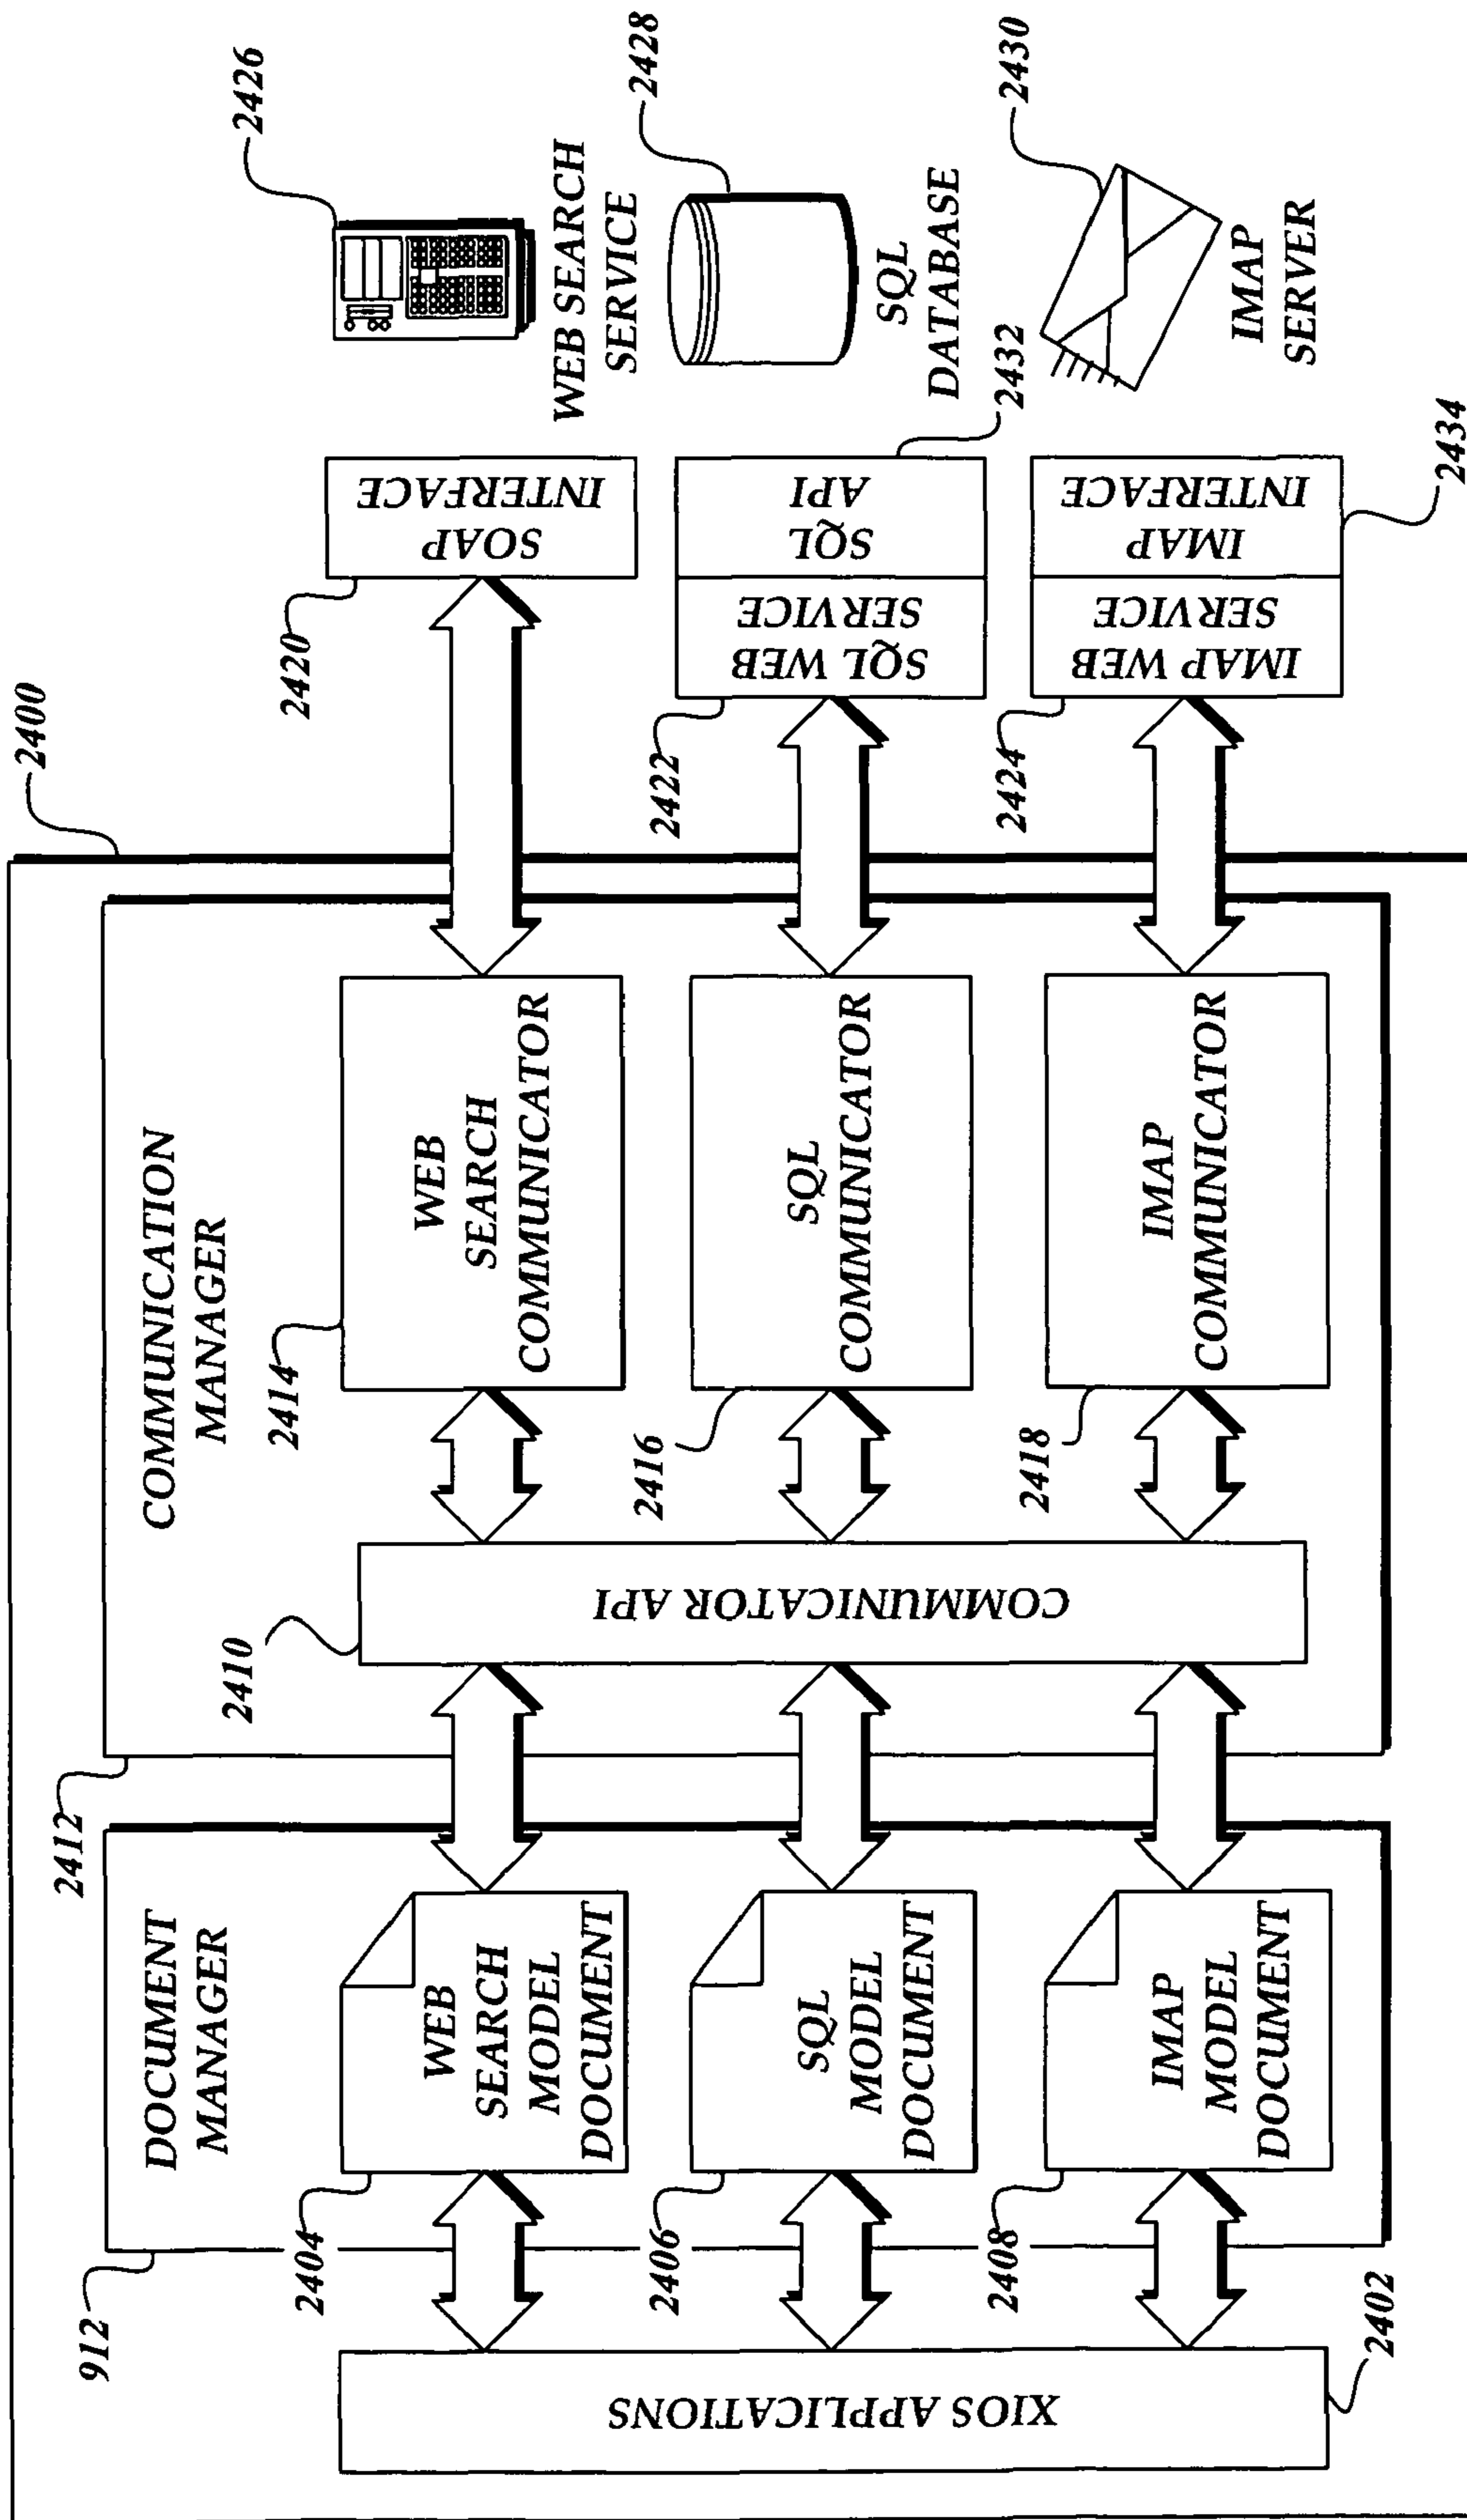 2400
912
DOCUMENT
MANAGER
2412
COMMUNICATION
MANAGER
2402
XIOS APPLICATIONS
2404
WEB
SEARCH
MODEL
DOCUMENT
2406
SQL
MODEL
DOCUMENT
2408
IMAP
MODEL
DOCUMENT
2410
COMMUNICATOR API
2414
WEB
SEARCH
COMMUNICATOR
2416
SQL
COMMUNICATOR
2418
IMAP
COMMUNICATOR
2420
SOAP
INTERFACE
2422
SQL WEB
SERVICE
SQL
API
2432
2424
IMAP WEB
SERVICE
IMAP
INTERFACE
2434
2426
WEB SEARCH
SERVICE
2428
SQL
DATABASE
2430
IMAP
SERVER